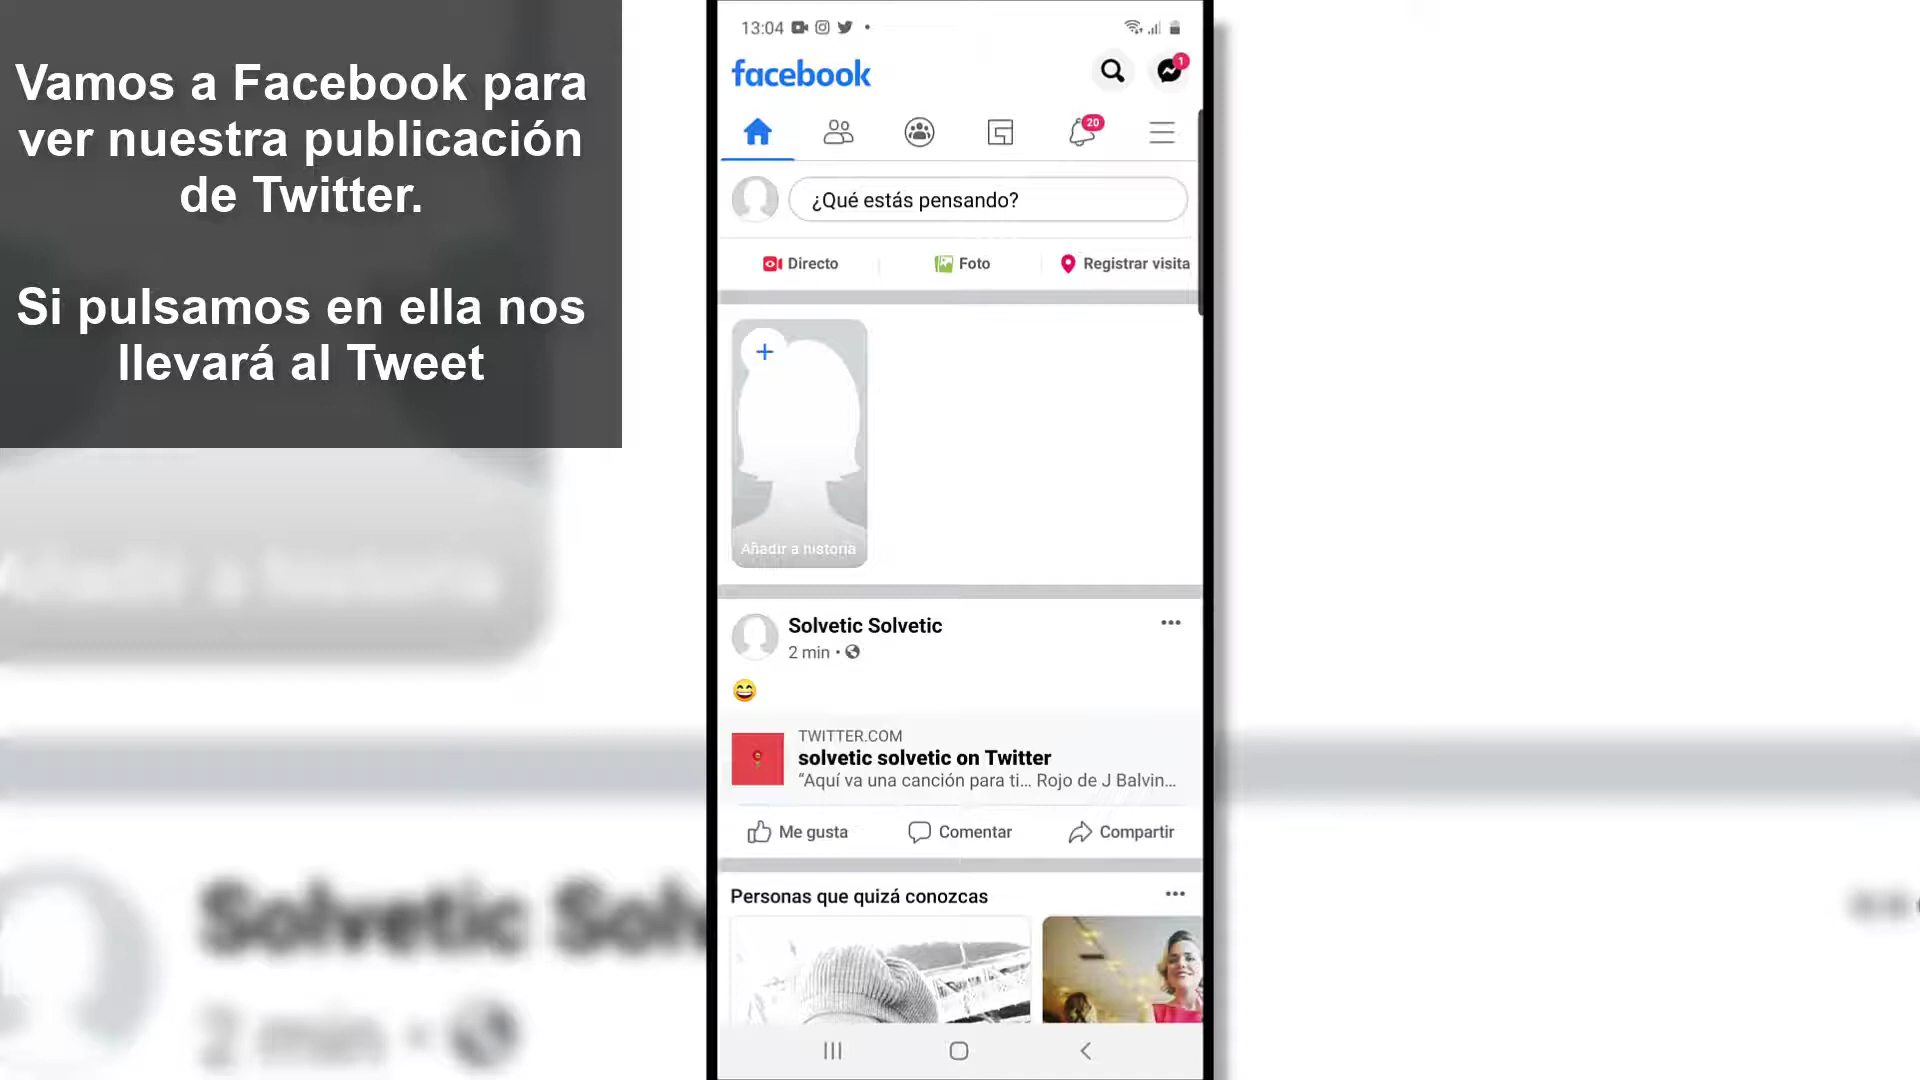 Vamos a Facebook para
ver nuestra publicación
de Twitter.
Si pulsamos en ella nos
llevará al Tweet
13:04
facebook
1
20
¿Qué estás pensando?
Directo
Foto
Registrar visita
Añadir a historia
Solvetic Solvetic
2 min •
TWITTER.COM
solvetic solvetic on Twitter
“Aquí va una canción para ti... Rojo de J Balvin...
Me gusta
Comentar
Compartir
Personas que quizá conozcas
Añadir a historia
Solvetic Solv
2 min •